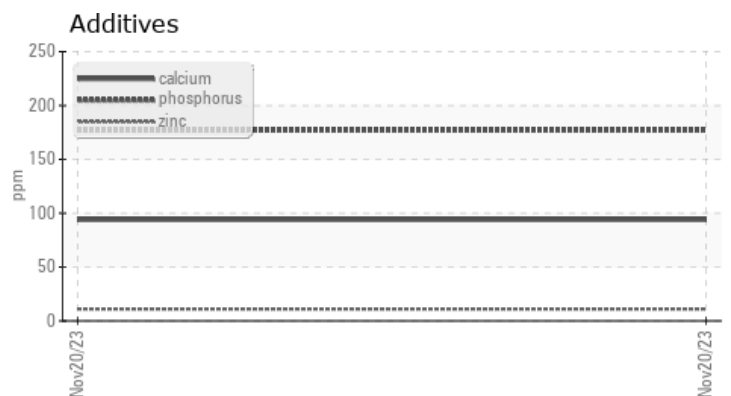 Additives
250
200
150
100
50
0
ppm
calcium
phosphorus
zinc
Nov20/23
Nov20/23